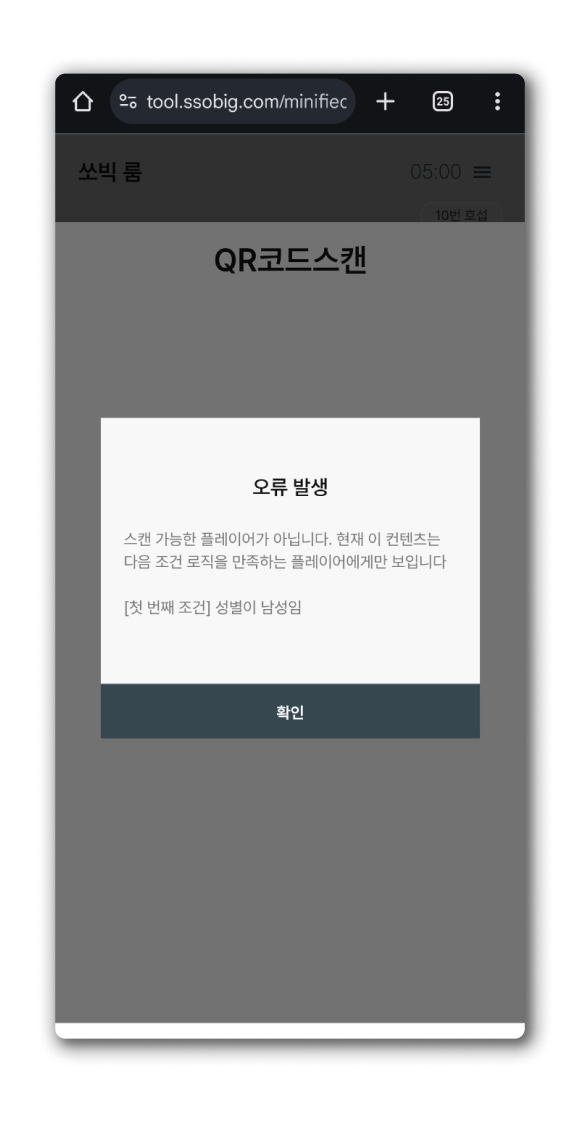 tool.ssobig.com/minifiec
25
쏘빅 룸
05:00
10번 호섭
QR코드스캔
오류 발생
스캔 가능한 플레이어가 아닙니다. 현재 이 컨텐츠는
다음 조건 로직을 만족하는 플레이어에게만 보입니다
[첫 번째 조건] 성별이 남성임
확인